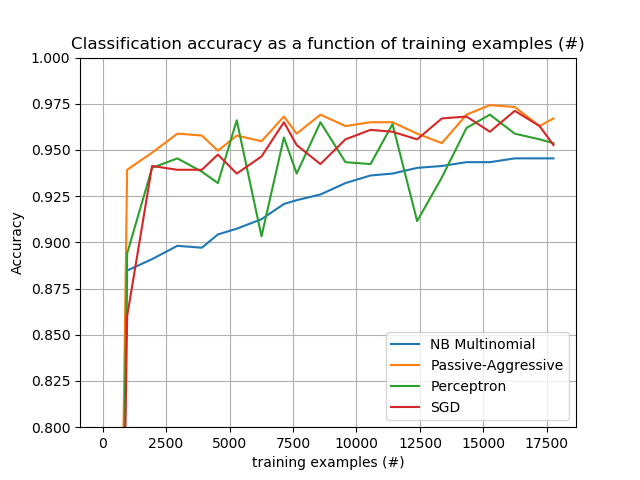 Classification accuracy as a function of training examples (#)
1.000
0.975
0.950
0.925
0.900
0.875
0.850
0.825
0.800
Accuracy
NB Multinomial
Passive-Aggressive
Perceptron
SGD
0 2500 5000 7500 10000 12500 15000 17500
training examples (#)